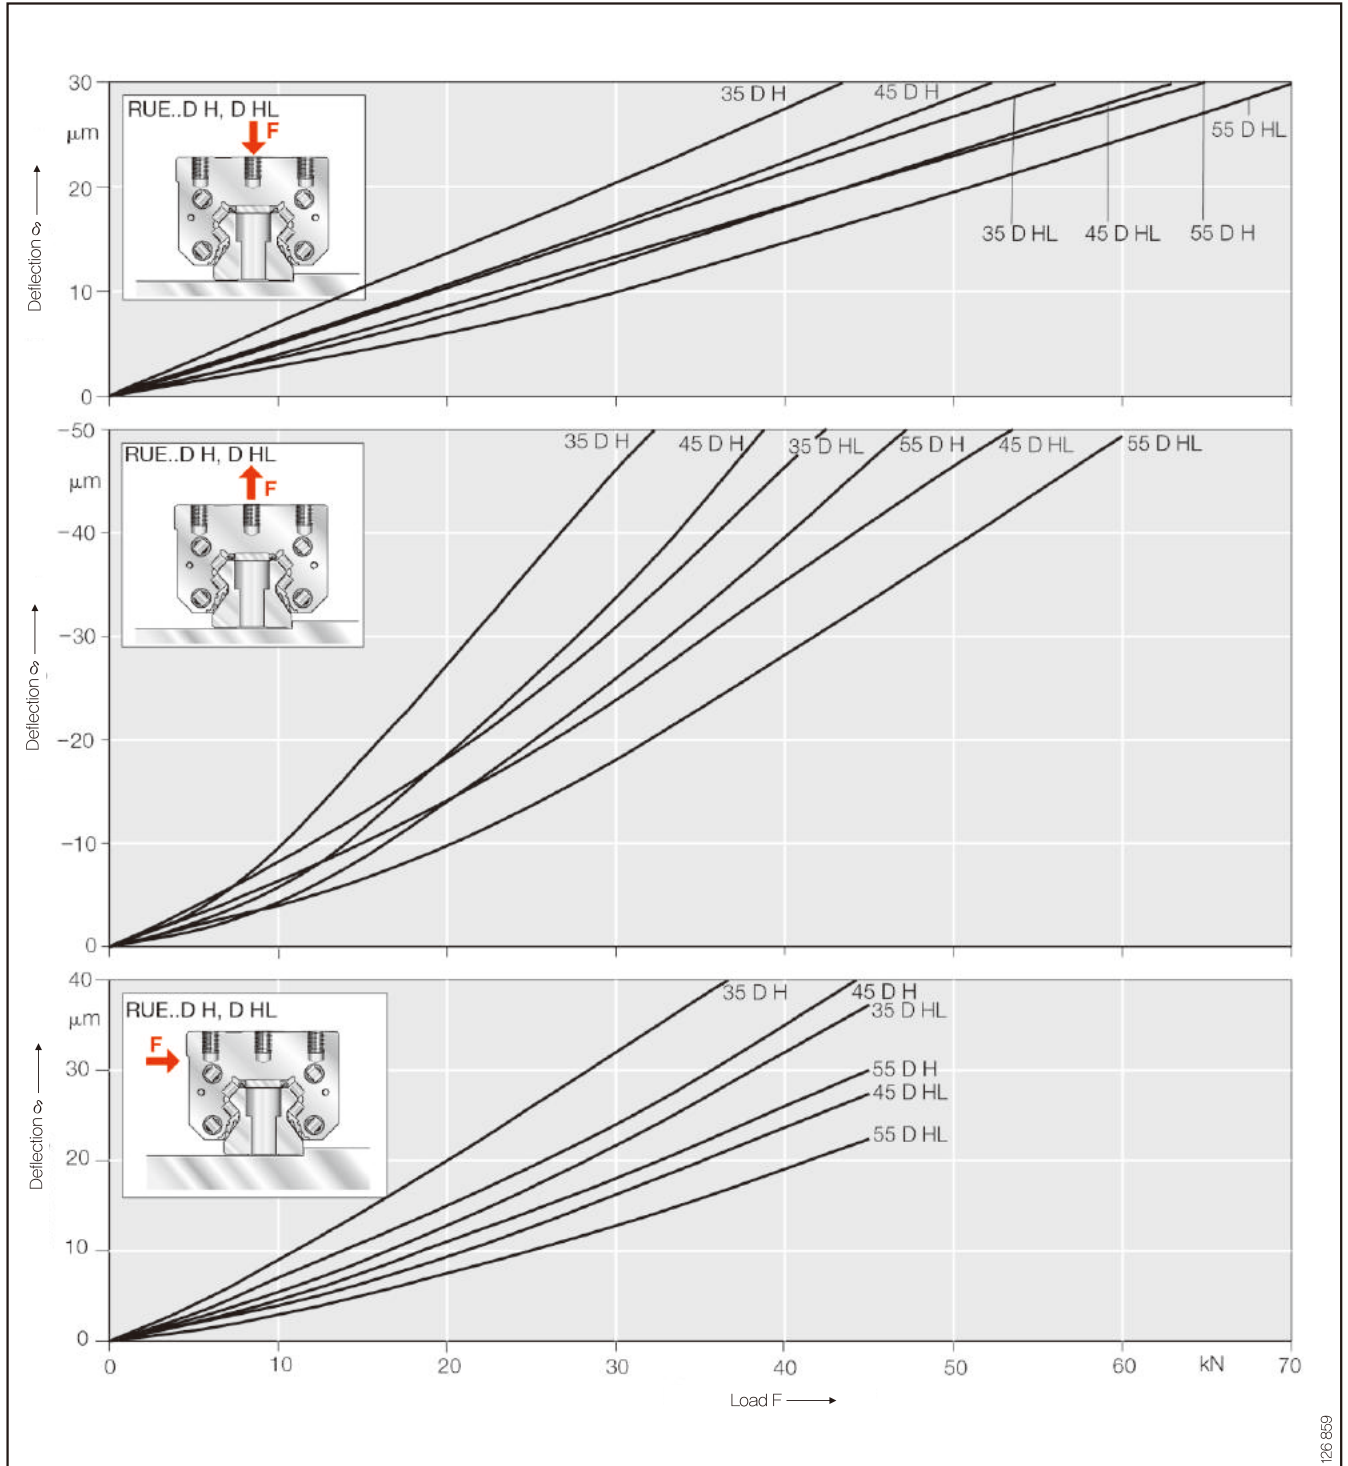 30
μm
20
10
0
Deflection δ
RUE..D H, D HL
F
35 D H
45 D H
55 D HL
35 D HL
45 D HL
55 D H
−50
μm
−40
−30
−20
−10
0
Deflection δ
RUE..D H, D HL
F
35 D H
45 D H
35 D HL
55 D H
45 D HL
55 D HL
40
μm
30
20
10
0
Deflection δ
RUE..D H, D HL
F
35 D H
45 D H
35 D HL
55 D H
45 D HL
55 D HL
0 10 20 30 40 50 60 kN 70
Load F
126 859